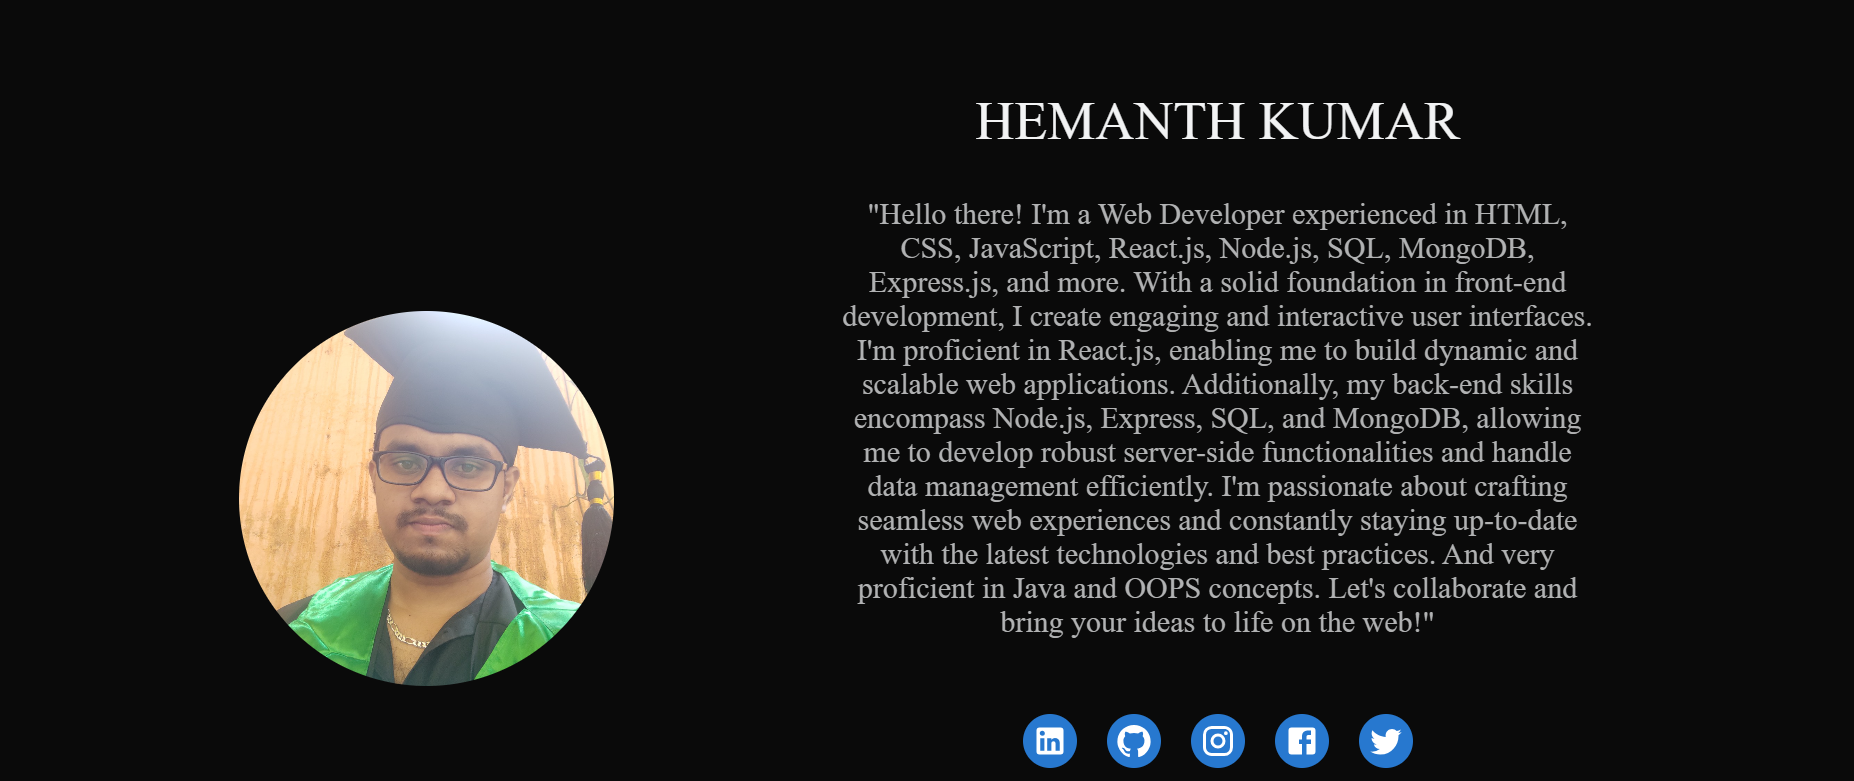 HEMANTH KUMAR
"Hello there! I'm a Web Developer experienced in HTML,
CSS, JavaScript, React.js, Node.js, SQL, MongoDB,
Express.js, and more. With a solid foundation in front-end
development, I create engaging and interactive user interfaces.
I'm proficient in React.js, enabling me to build dynamic and
scalable web applications. Additionally, my back-end skills
encompass Node.js, Express, SQL, and MongoDB, allowing
me to develop robust server-side functionalities and handle
data management efficiently. I'm passionate about crafting
seamless web experiences and constantly staying up-to-date
with the latest technologies and best practices. And very
proficient in Java and OOPS concepts. Let's collaborate and
bring your ideas to life on the web!"